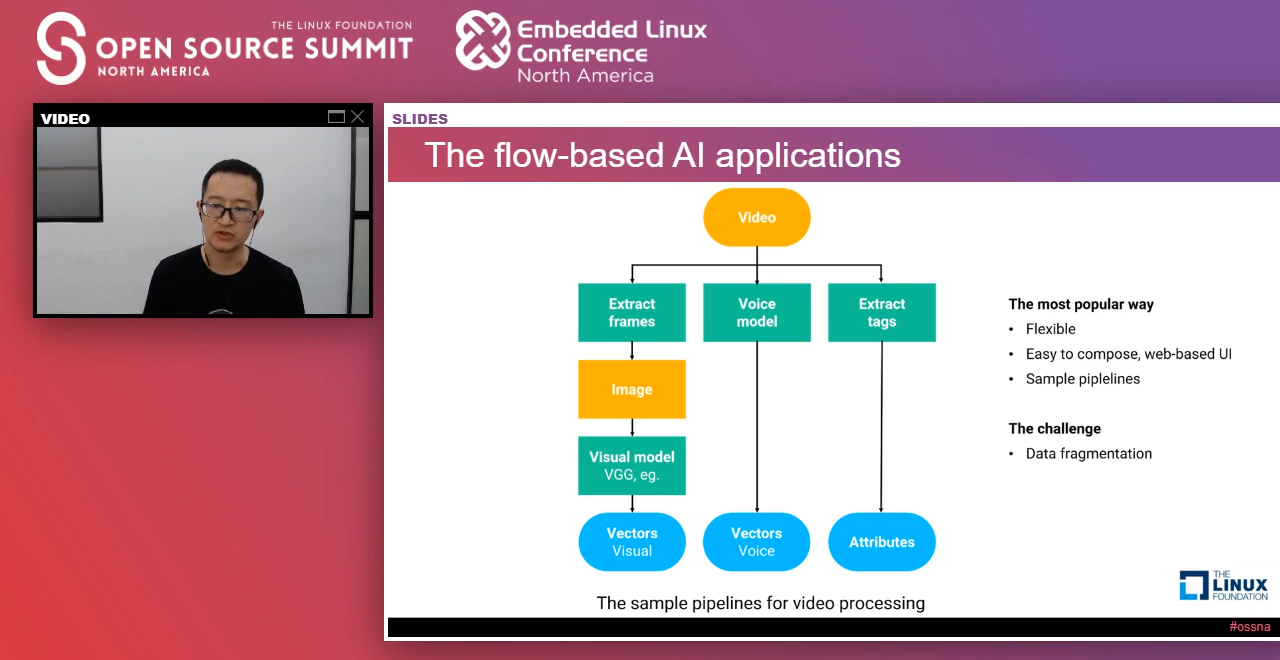 THE LINUX FOUNDATION
OPEN SOURCE SUMMIT
NORTH AMERICA
Embedded Linux
Conference
North America
VIDEO
SLIDES
The flow-based AI applications
Video
Extract
frames
Voice
model
Extract
tags
Image
Visual model
VGG, eg.
Vectors
Visual
Vectors
Voice
Attributes
The sample pipelines for video processing
The most popular way
• Flexible
• Easy to compose, web-based UI
• Sample piplelines
The challenge
• Data fragmentation
THE
LINUX
FOUNDATION
#ossna